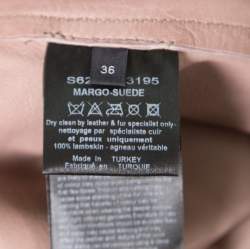 36
S62 3195
MARGO-SUEDE
Dry clean by leather & fur specialist only-
nettoyage par spécialiste cuir
et peaux uniquement
100% lambskin - agneau véritable
Made in TURKEY
Fabriqué en TURQUIE